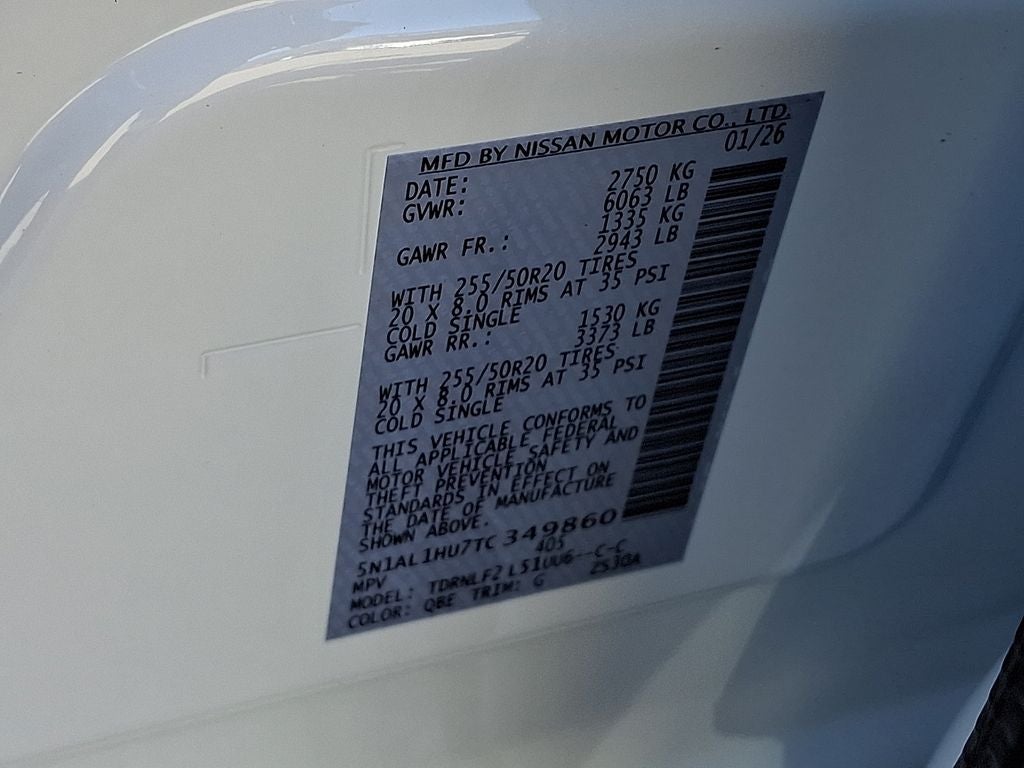 MFD BY NISSAN MOTOR CO., LTD.
DATE: 01/26
GVWR: 2750 KG
6063 LB
GAWR FR.: 1335 KG
2943 LB
WITH 255/50R20 TIRES
20 X 8.0 RIMS AT 35 PSI
COLD SINGLE
GAWR RR.: 1530 KG
3373 LB
WITH 255/50R20 TIRES
20 X 8.0 RIMS AT 35 PSI
COLD SINGLE
THIS VEHICLE CONFORMS TO
ALL APPLICABLE FEDERAL
MOTOR VEHICLE SAFETY AND
THEFT PREVENTION
STANDARDS IN EFFECT ON
THE DATE OF MANUFACTURE
SHOWN ABOVE.
5N1AL1HU7TC349860
MPV 405
MODEL: TDRNLF2 L51UU6--C-C
COLOR: QBE TRIM: G